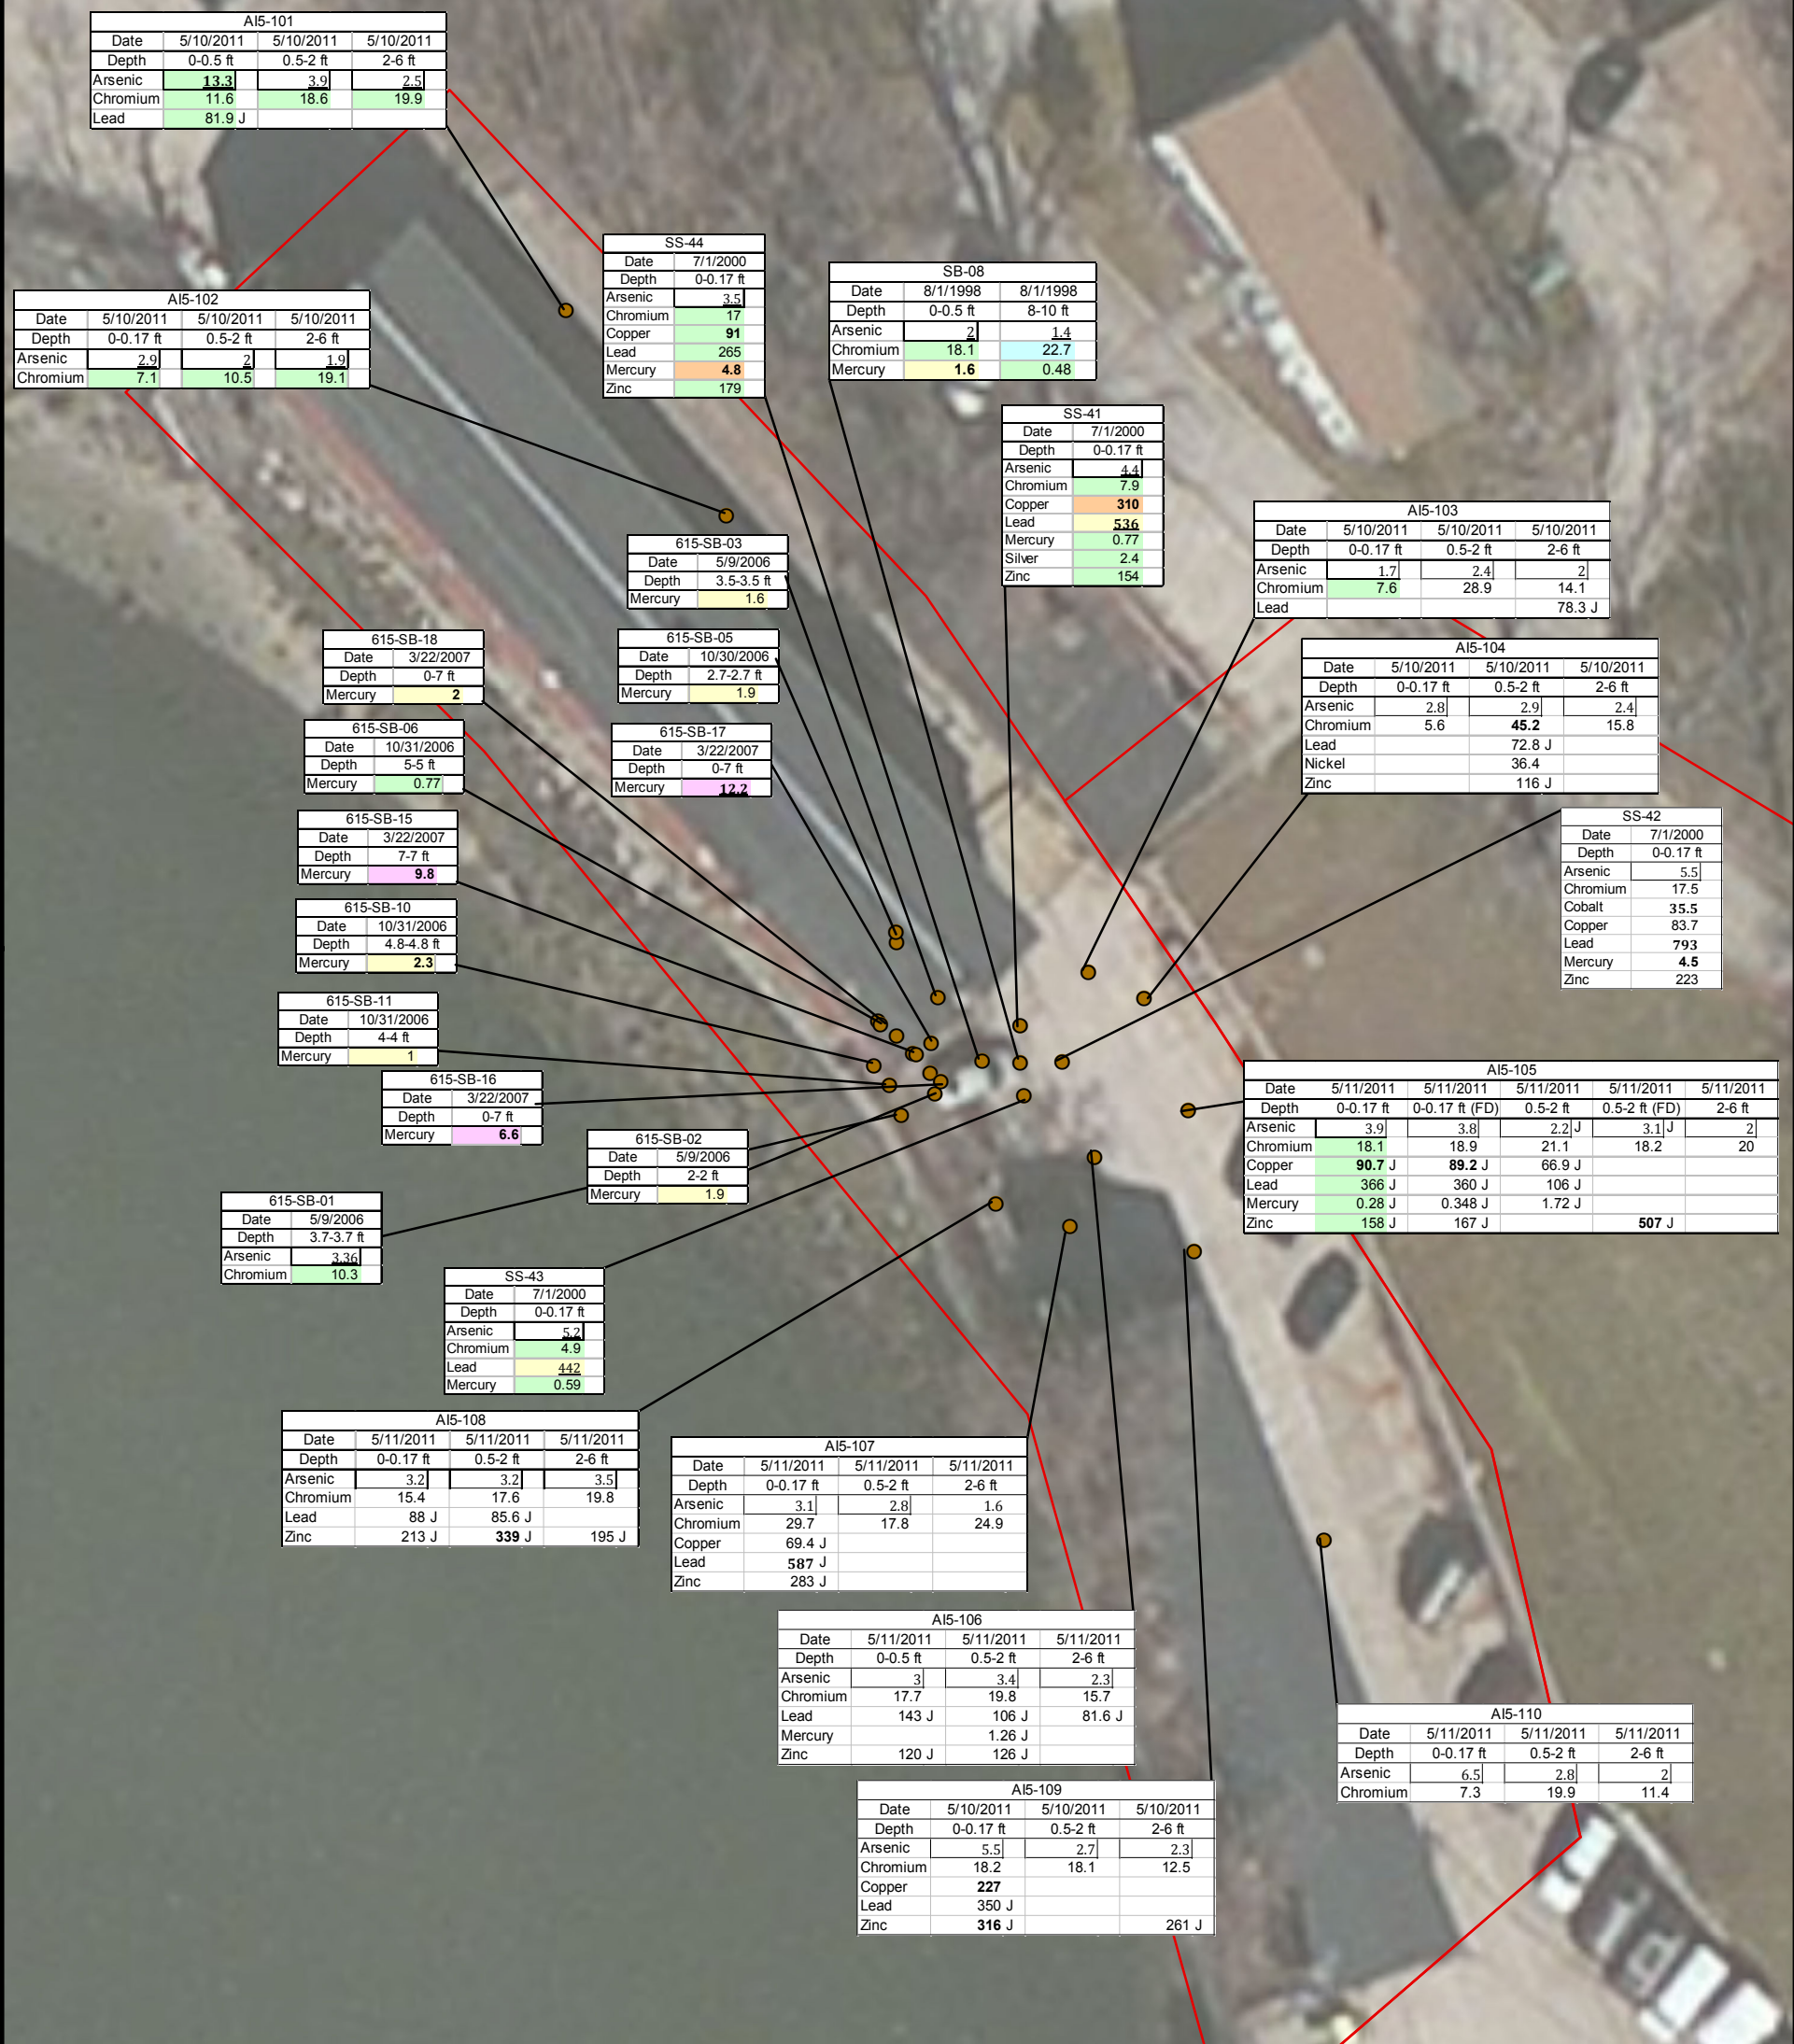 AI5-101
Date 5/10/2011 5/10/2011 5/10/2011
Depth 0-0.5 ft 0.5-2 ft 2-6 ft
Arsenic 13.3 3.9 2.5
Chromium 11.6 18.6 19.9
Lead 81.9 J
SS-44
Date 7/1/2000
Depth 0-0.17 ft
Arsenic 3.5
Chromium 17
Copper 91
Lead 265
Mercury 4.8
Zinc 179
SB-08
Date 8/1/1998 8/1/1998
Depth 0-0.5 ft 8-10 ft
Arsenic 2 1.4
Chromium 18.1 22.7
Mercury 1.6 0.48
AI5-102
Date 5/10/2011 5/10/2011 5/10/2011
Depth 0-0.17 ft 0.5-2 ft 2-6 ft
Arsenic 2.9 2 1.9
Chromium 7.1 10.5 19.1
SS-41
Date 7/1/2000
Depth 0-0.17 ft
Arsenic 4.4
Chromium 7.9
Copper 310
Lead 536
Mercury 0.77
Silver 2.4
Zinc 154
AI5-103
Date 5/10/2011 5/10/2011 5/10/2011
Depth 0-0.17 ft 0.5-2 ft 2-6 ft
Arsenic 1.7 2.4 2
Chromium 7.6 28.9 14.1
Lead 78.3 J
615-SB-03
Date 5/9/2006
Depth 3.5-3.5 ft
Mercury 1.6
615-SB-18
Date 3/22/2007
Depth 0-7 ft
Mercury 2
615-SB-05
Date 10/30/2006
Depth 2.7-2.7 ft
Mercury 1.9
AI5-104
Date 5/10/2011 5/10/2011 5/10/2011
Depth 0-0.17 ft 0.5-2 ft 2-6 ft
Arsenic 2.8 2.9 2.4
Chromium 5.6 45.2 15.8
Lead 72.8 J
Nickel 36.4
Zinc 116 J
615-SB-06
Date 10/31/2006
Depth 5-5 ft
Mercury 0.77
615-SB-17
Date 3/22/2007
Depth 0-7 ft
Mercury 12.2
615-SB-15
Date 3/22/2007
Depth 7-7 ft
Mercury 9.8
SS-42
Date 7/1/2000
Depth 0-0.17 ft
Arsenic 5.5
Chromium 17.5
Cobalt 35.5
Copper 83.7
Lead 793
Mercury 4.5
Zinc 223
615-SB-10
Date 10/31/2006
Depth 4.8-4.8 ft
Mercury 2.3
615-SB-11
Date 10/31/2006
Depth 4-4 ft
Mercury 1
615-SB-16
Date 3/22/2007
Depth 0-7 ft
Mercury 6.6
AI5-105
Date 5/11/2011 5/11/2011 5/11/2011 5/11/2011 5/11/2011
Depth 0-0.17 ft 0-0.17 ft (FD) 0.5-2 ft 0.5-2 ft (FD) 2-6 ft
Arsenic 3.9 3.8 2.2 J 3.1 J 2
Chromium 18.1 18.9 21.1 18.2 20
Copper 90.7 J 89.2 J 66.9 J
Lead 366 J 360 J 106 J
Mercury 0.28 J 0.348 J 1.72 J
Zinc 158 J 167 J 507 J
615-SB-02
Date 5/9/2006
Depth 2-2 ft
Mercury 1.9
615-SB-01
Date 5/9/2006
Depth 3.7-3.7 ft
Arsenic 3.36
Chromium 10.3
SS-43
Date 7/1/2000
Depth 0-0.17 ft
Arsenic 5.2
Chromium 4.9
Lead 442
Mercury 0.59
AI5-108
Date 5/11/2011 5/11/2011 5/11/2011
Depth 0-0.17 ft 0.5-2 ft 2-6 ft
Arsenic 3.2 3.2 3.5
Chromium 15.4 17.6 19.8
Lead 88 J 85.6 J
Zinc 213 J 339 J 195 J
AI5-107
Date 5/11/2011 5/11/2011 5/11/2011
Depth 0-0.17 ft 0.5-2 ft 2-6 ft
Arsenic 3.1 2.8 1.6
Chromium 29.7 17.8 24.9
Copper 69.4 J
Lead 587 J
Zinc 283 J
AI5-106
Date 5/11/2011 5/11/2011 5/11/2011
Depth 0-0.5 ft 0.5-2 ft 2-6 ft
Arsenic 3 3.4 2.3
Chromium 17.7 19.8 15.7
Lead 143 J 106 J 81.6 J
Mercury 1.26 J
Zinc 120 J 126 J
AI5-110
Date 5/11/2011 5/11/2011 5/11/2011
Depth 0-0.17 ft 0.5-2 ft 2-6 ft
Arsenic 6.5 2.8 2
Chromium 7.3 19.9 11.4
AI5-109
Date 5/10/2011 5/10/2011 5/10/2011
Depth 0-0.17 ft 0.5-2 ft 2-6 ft
Arsenic 5.5 2.7 2.3
Chromium 18.2 18.1 12.5
Copper 227
Lead 350 J
Zinc 316 J 261 J